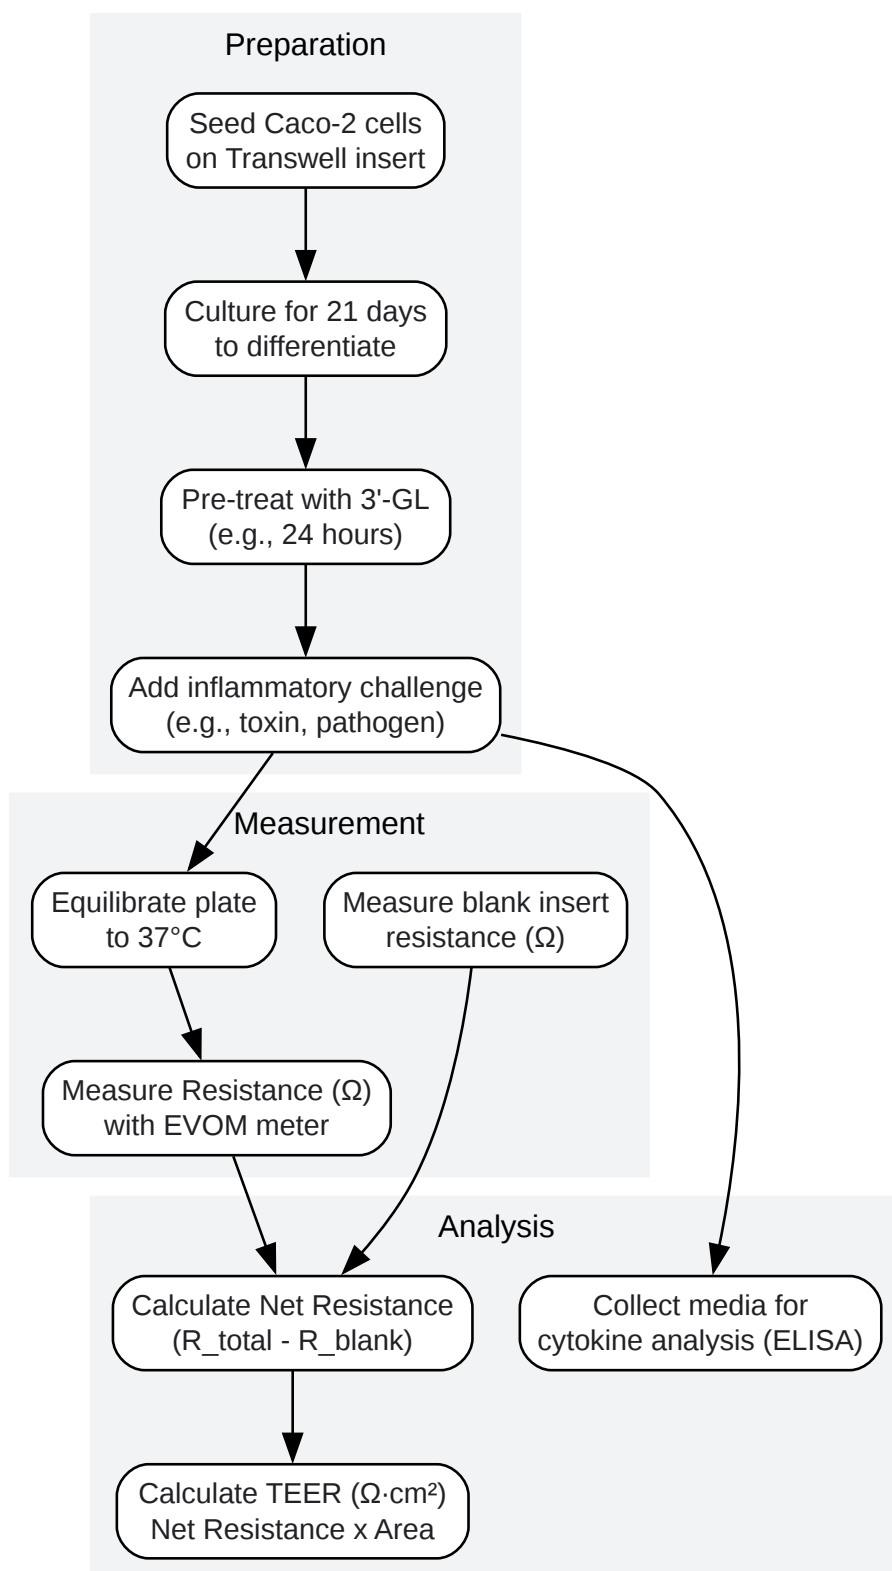 Preparation
Seed Caco-2 cells
on Transwell insert
Culture for 21 days
to differentiate
Pre-treat with 3'-GL
(e.g., 24 hours)
Add inflammatory challenge
(e.g., toxin, pathogen)
Measurement
Equilibrate plate
to 37°C
Measure blank insert
resistance (Ω)
Measure Resistance (Ω)
with EVOM meter
Analysis
Calculate Net Resistance
(R_total - R_blank)
Collect media for
cytokine analysis (ELISA)
Calculate TEER (Ω·cm²)
Net Resistance x Area